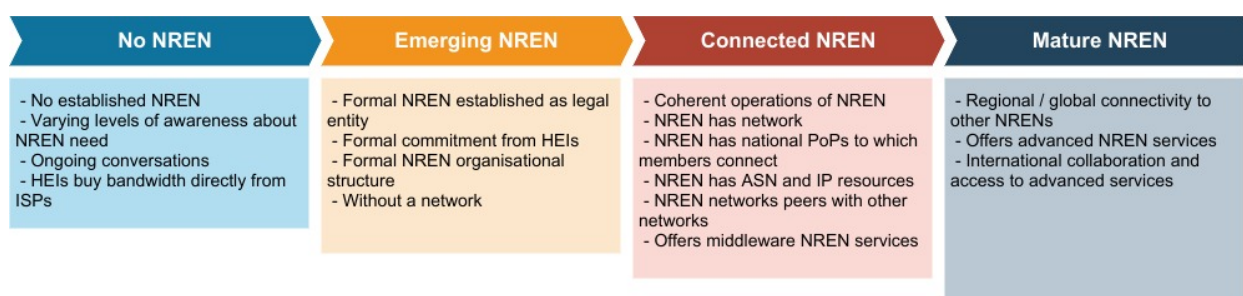 No NREN
Emerging NREN
Connected NREN
Mature NREN
- No established NREN
- Varying levels of awareness about
NREN need
- Ongoing conversations
- HEIs buy bandwidth directly from
ISPs
- Formal NREN established as legal
entity
- Formal commitment from HEIs
- Formal NREN organisational
structure
- Without a network
- Coherent operations of NREN
- NREN has network
- NREN has national PoPs to which
members connect
- NREN has ASN and IP resources
- NREN networks peers with other
networks
- Offers middleware NREN services
- Regional / global connectivity to
other NRENs
- Offers advanced NREN services
- International collaboration and
access to advanced services